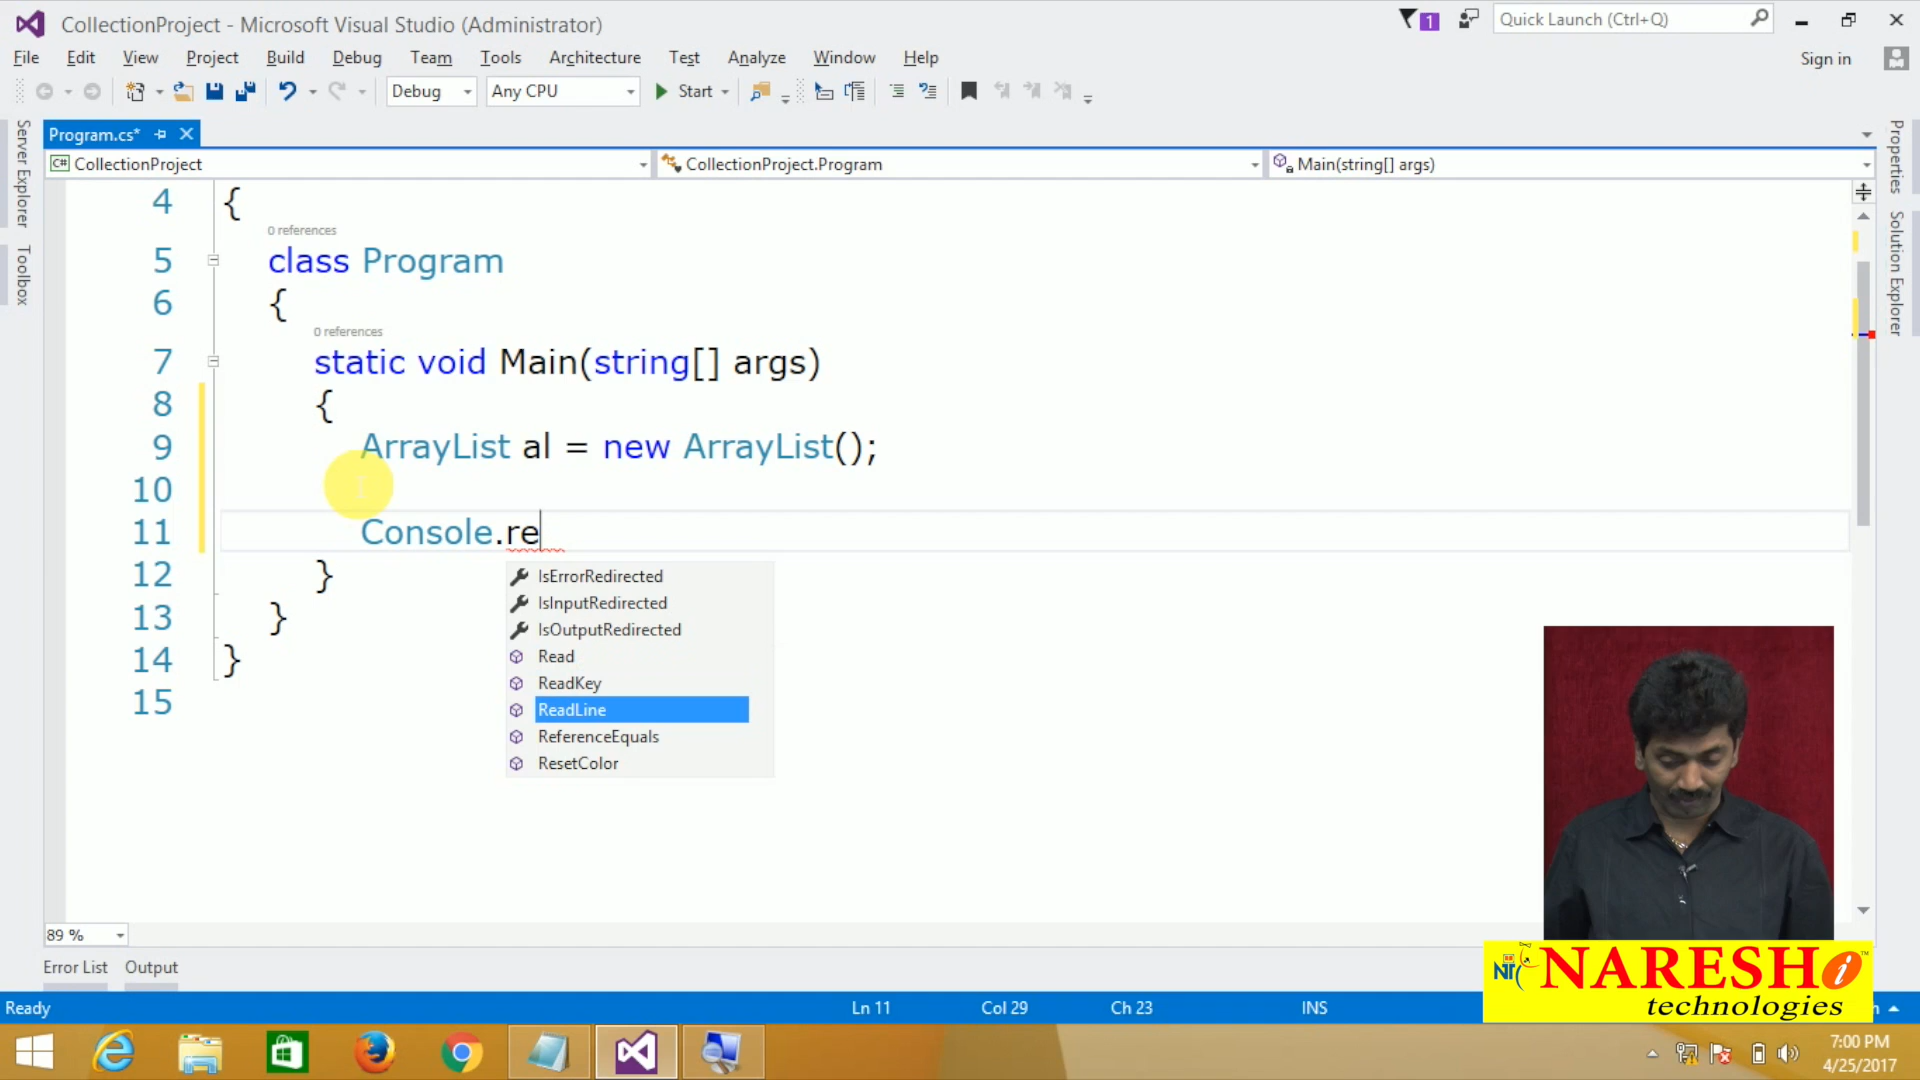 CollectionProject - Microsoft Visual Studio (Administrator)
1
Quick Launch (Ctrl+Q)
File Edit View Project Build Debug Team Tools Architecture Test Analyze Window Help
Sign in
Debug Any CPU Start
Server Explorer
Toolbox
Program.cs*
C# CollectionProject
CollectionProject.Program
Main(string[] args)
Properties
Solution Explorer
4 {
0 references
5 class Program
6 {
0 references
7 static void Main(string[] args)
8 {
9 ArrayList al = new ArrayList();
10
11 Console.re
12 }
13 }
14 }
15
IsErrorRedirected
IsInputRedirected
IsOutputRedirected
Read
ReadKey
ReadLine
ReferenceEquals
ResetColor
89 %
Error List Output
Ready
Ln 11 Col 29 Ch 23 INS
NARESH i
technologies
7:00 PM
4/25/2017